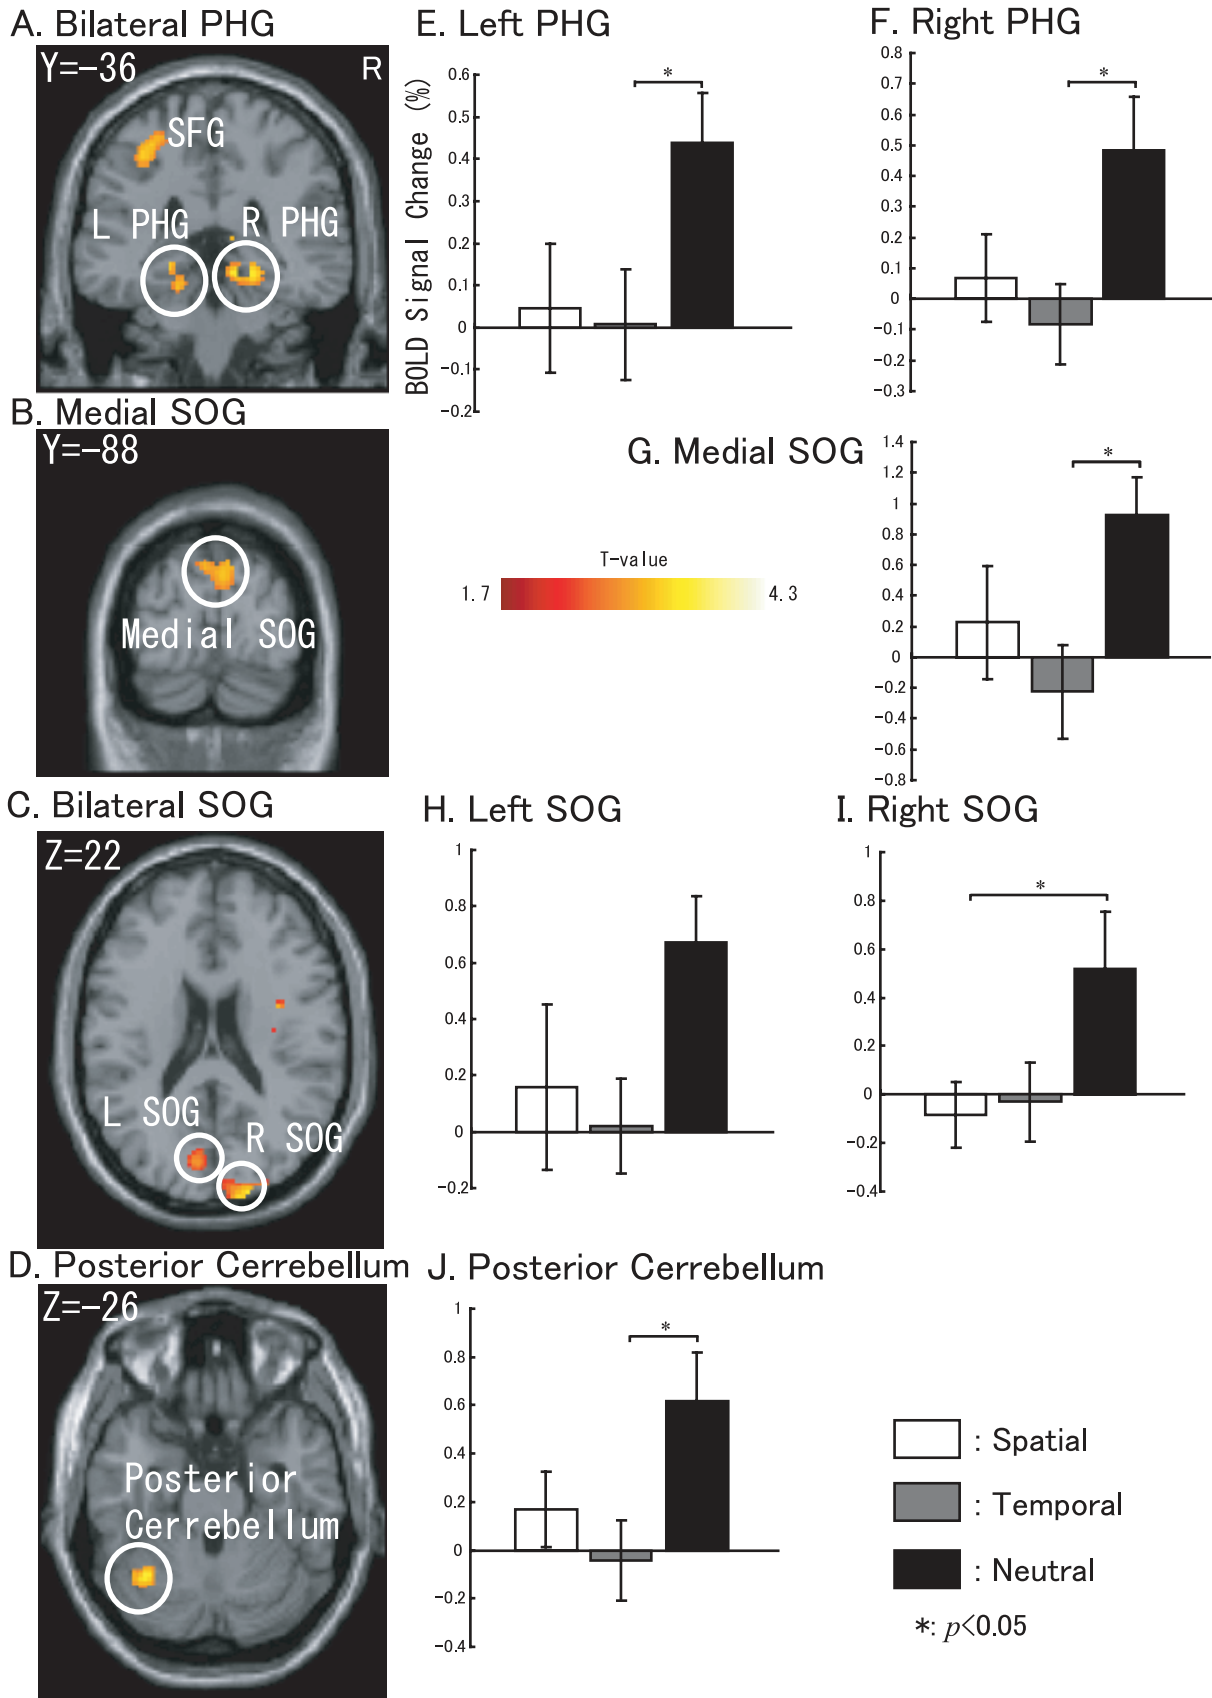 A. Bilateral PHG
Y=-36
R
SFG
L PHG
R PHG
E. Left PHG
BOLD Signal Change (%)
0.6
0.5
0.4
0.3
0.2
0.1
0
-0.1
-0.2
*
F. Right PHG
0.8
0.7
0.6
0.5
0.4
0.3
0.2
0.1
0
-0.1
-0.2
-0.3
*
B. Medial SOG
Y=-88
Medial SOG
T-value
1.7
4.3
G. Medial SOG
1.4
1.2
1
0.8
0.6
0.4
0.2
0
-0.2
-0.4
-0.6
-0.8
*
C. Bilateral SOG
Z=22
L SOG
R SOG
H. Left SOG
1
0.8
0.6
0.4
0.2
0
-0.2
I. Right SOG
1
0.8
0.6
0.4
0.2
0
-0.2
-0.4
*
D. Posterior Cerrebellum
Z=-26
Posterior
Cerrebellum
J. Posterior Cerrebellum
1
0.8
0.6
0.4
0.2
0
-0.2
-0.4
*
: Spatial
: Temporal
: Neutral
*: p<0.05